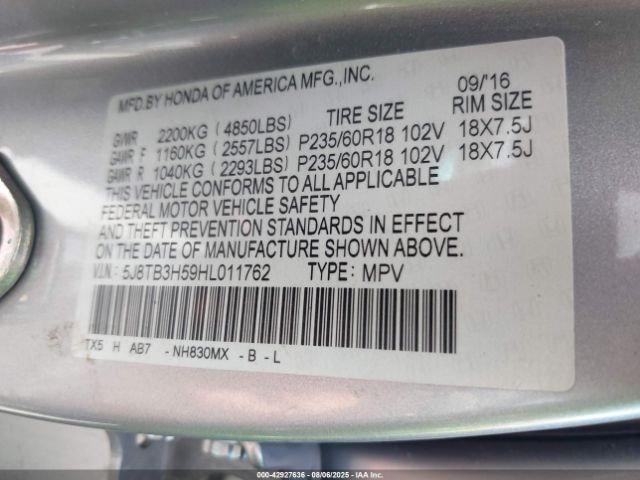 MFD.BY HONDA OF AMERICA MFG.,INC. 09/'16
TIRE SIZE RIM SIZE
GVWR 2200KG (4850LBS)
GAWR F 1160KG (2557LBS) P235/60R18 102V 18X7.5J
GAWR R 1040KG (2293LBS) P235/60R18 102V 18X7.5J
THIS VEHICLE CONFORMS TO ALL APPLICABLE
FEDERAL MOTOR VEHICLE SAFETY
AND THEFT PREVENTION STANDARDS IN EFFECT
ON THE DATE OF MANUFACTURE SHOWN ABOVE.
V.I.N.: 5J8TB3H59HL011762 TYPE: MPV
TX5 H AB7 -NH830MX -B -L
000-42927636 - 08/06/2025 - IAA Inc.